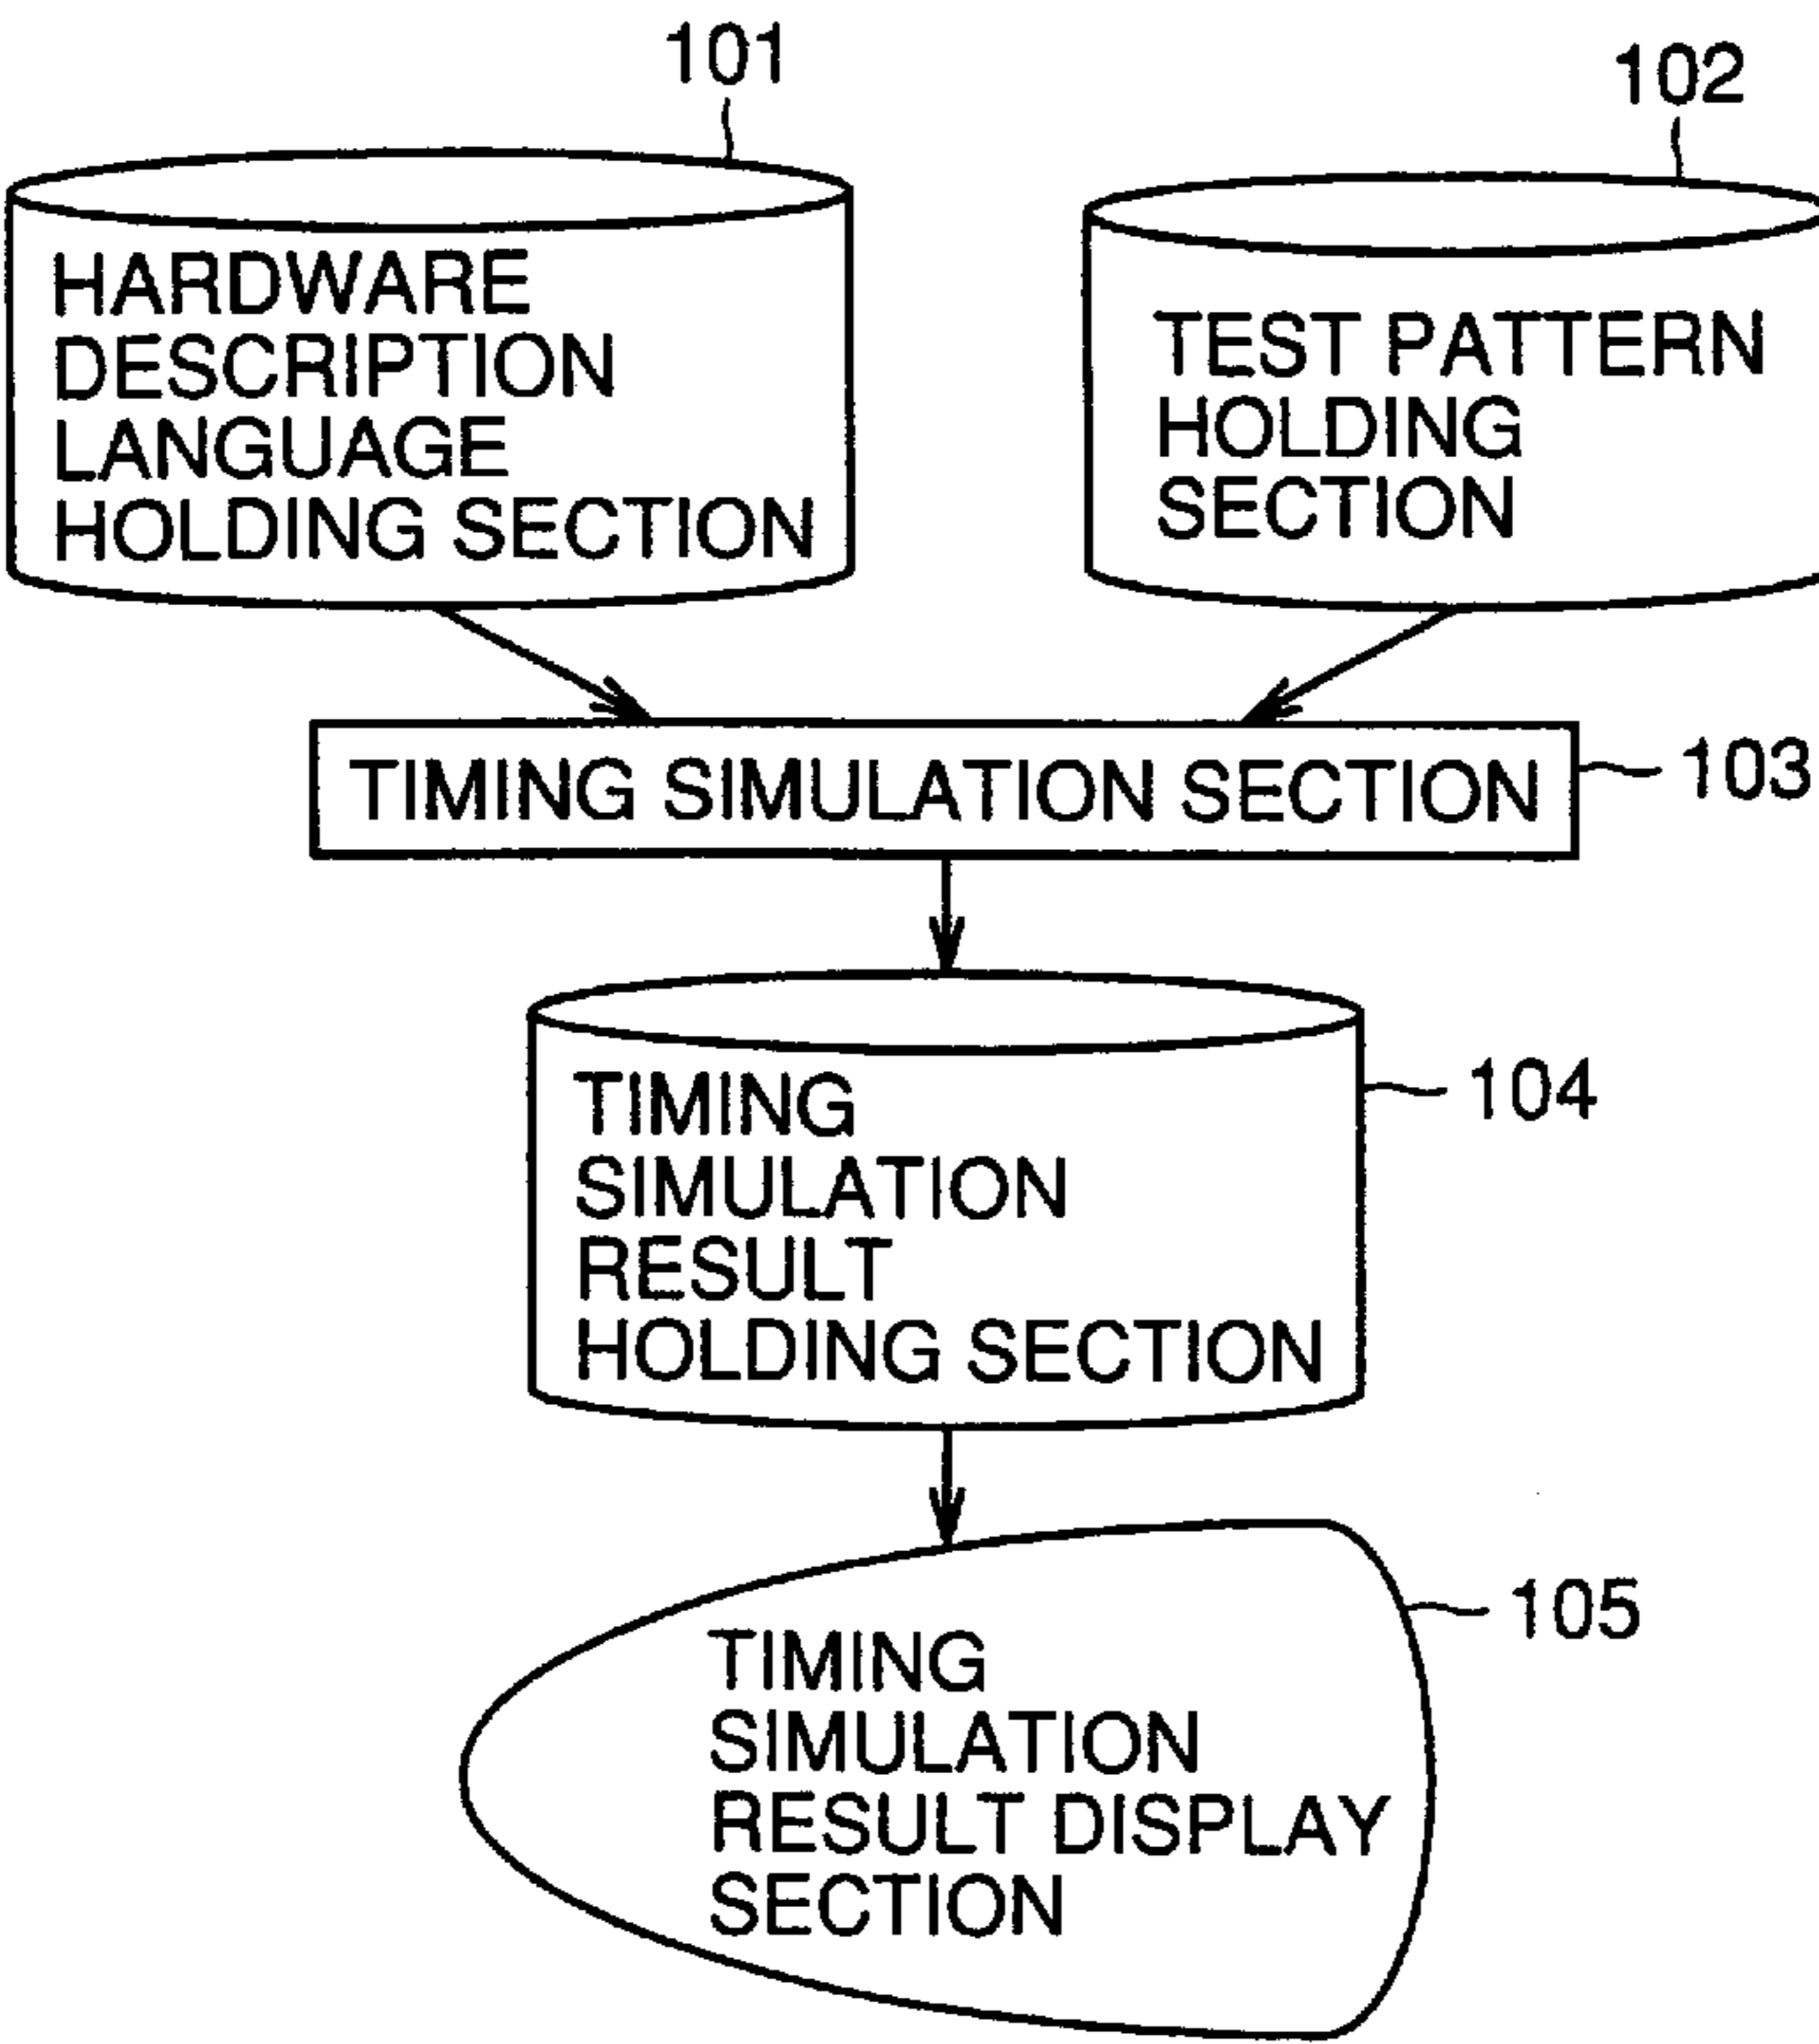 101
HARDWARE
DESCRIPTION
LANGUAGE
HOLDING SECTION
102
TEST PATTERN
HOLDING
SECTION
TIMING SIMULATION SECTION
103
TIMING
SIMULATION
RESULT
HOLDING SECTION
104
TIMING
SIMULATION
RESULT DISPLAY
SECTION
105